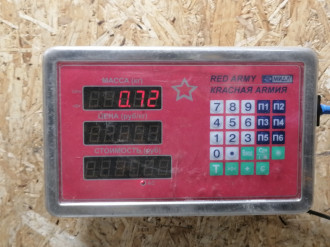 МАССА (кг)
RED ARMY
КРАСНАЯ АРМИЯ
0.72
ЦЕНА (руб/кг)
СТОИМОСТЬ (руб)
7 8 9 П1 П2
4 5 6 П3 П4
1 2 3 П5 П6
0
T C